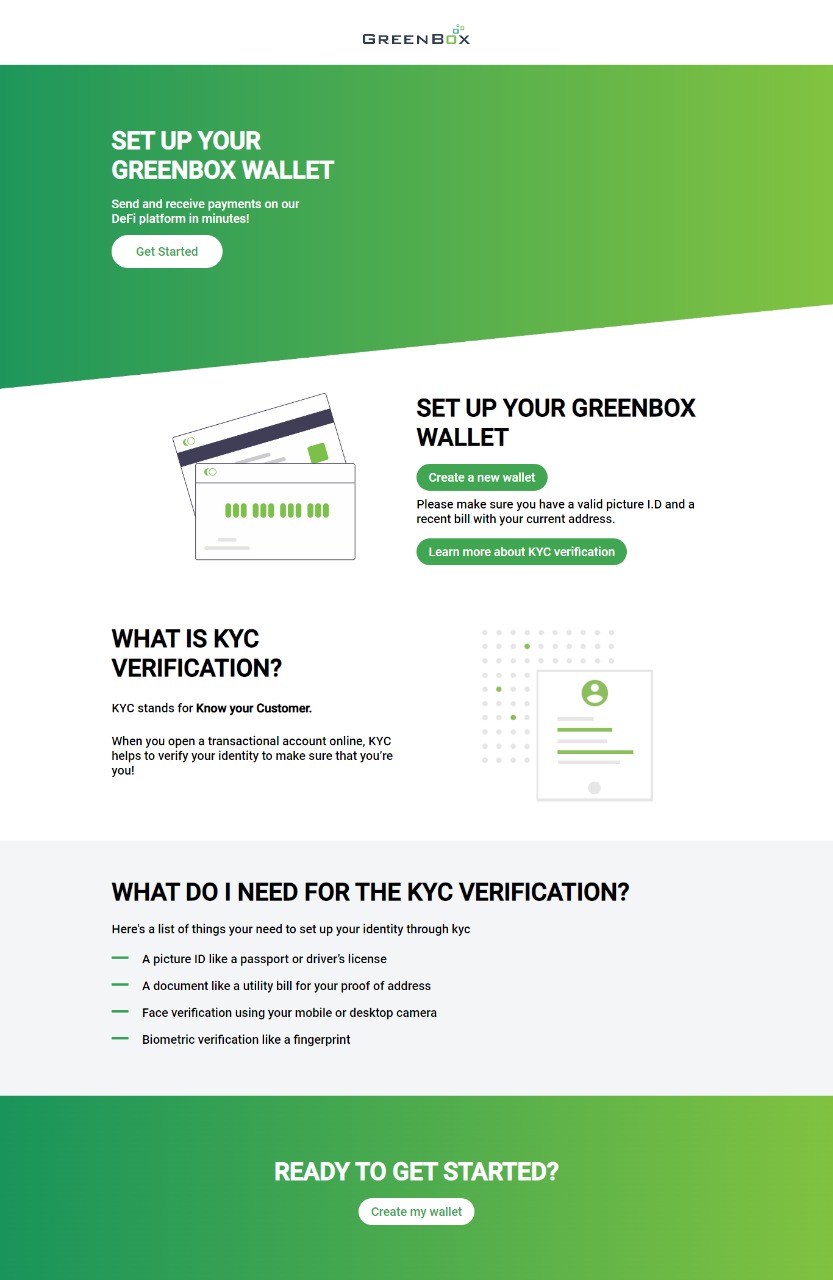 GREENBOX
SET UP YOUR
GREENBOX WALLET
Send and receive payments on our
DeFi platform in minutes!
Get Started
SET UP YOUR GREENBOX
WALLET
Create a new wallet
Please make sure you have a valid picture I.D and a
recent bill with your current address.
Learn more about KYC verification
WHAT IS KYC
VERIFICATION?
KYC stands for Know your Customer.
When you open a transactional account online, KYC
helps to verify your identity to make sure that you’re
you!
WHAT DO I NEED FOR THE KYC VERIFICATION?
Here's a list of things your need to set up your identity through kyc
A picture ID like a passport or driver’s license
A document like a utility bill for your proof of address
Face verification using your mobile or desktop camera
Biometric verification like a fingerprint
READY TO GET STARTED?
Create my wallet